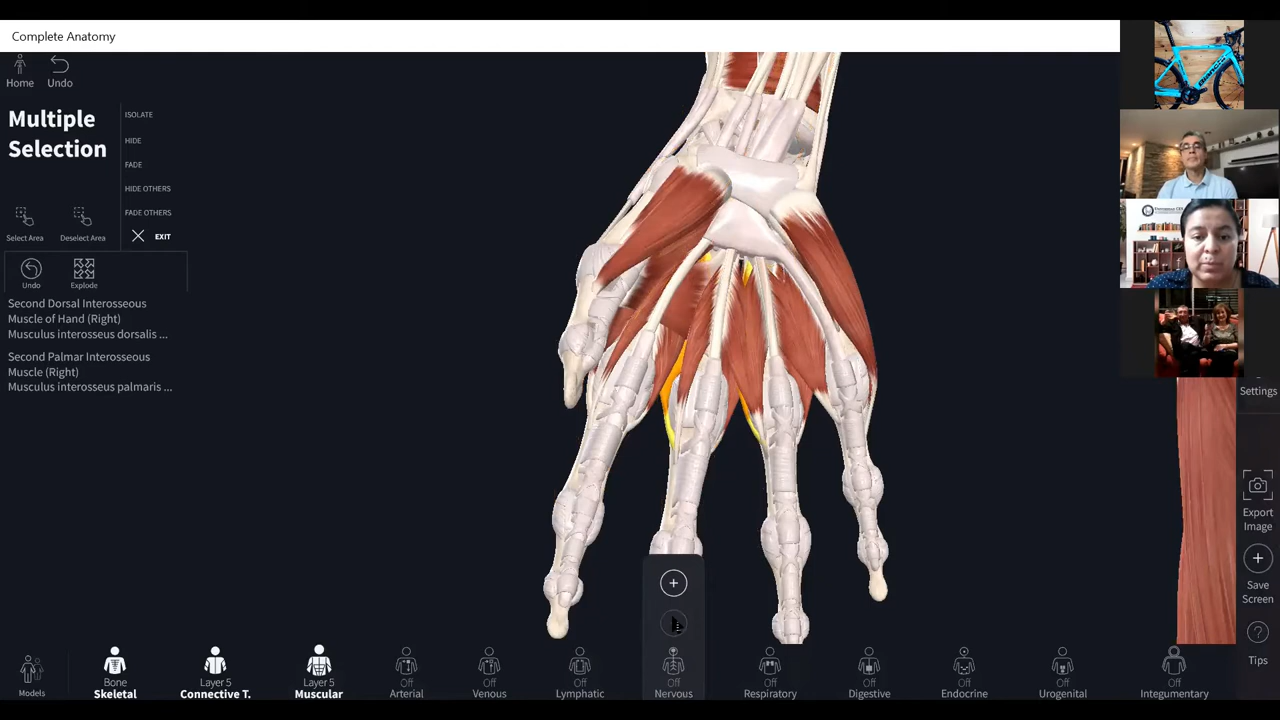 Complete Anatomy
Home
Undo
Multiple
Selection
ISOLATE
HIDE
FADE
HIDE OTHERS
FADE OTHERS
EXIT
Select Area
Deselect Area
Undo
Explode
Second Dorsal Interosseous
Muscle of Hand (Right)
Musculus interosseus dorsalis ...
Second Palmar Interosseous
Muscle (Right)
Musculus interosseus palmaris ...
Settings
Export
Image
Save
Screen
Tips
Models
Bone
Skeletal
Layer 5
Connective T.
Layer 5
Muscular
Off
Arterial
Off
Venous
Off
Lymphatic
Off
Nervous
Off
Respiratory
Off
Digestive
Off
Endocrine
Off
Urogenital
Off
Integumentary